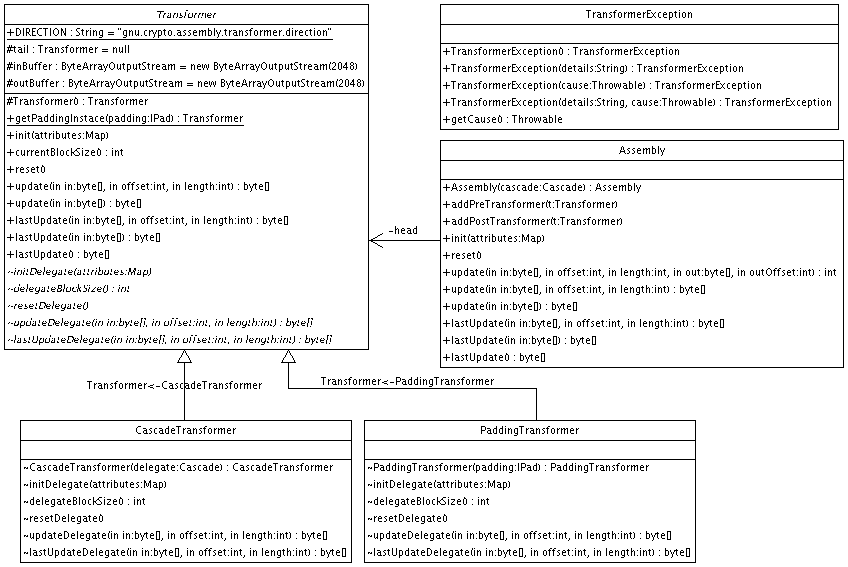 Transformer
+DIRECTION : String = "gnu.crypto.assembly.transformer.direction"
#tail : Transformer = null
#inBuffer : ByteArrayOutputStream = new ByteArrayOutputStream(2048)
#outBuffer : ByteArrayOutputStream = new ByteArrayOutputStream(2048)
#Transformer() : Transformer
+getPaddingInstace(padding:IPad) : Transformer
+init(attributes:Map)
+currentBlockSize() : int
+reset()
+update(in in:byte[], in offset:int, in length:int) : byte[]
+update(in in:byte[]) : byte[]
+lastUpdate(in in:byte[], in offset:int, in length:int) : byte[]
+lastUpdate(in in:byte[]) : byte[]
+lastUpdate() : byte[]
~initDelegate(attributes:Map)
~delegateBlockSize() : int
~resetDelegate()
~updateDelegate(in in:byte[], in offset:int, in length:int) : byte[]
~lastUpdateDelegate(in in:byte[], in offset:int, in length:int) : byte[]
TransformerException
+TransformerException() : TransformerException
+TransformerException(details:String) : TransformerException
+TransformerException(cause:Throwable) : TransformerException
+TransformerException(details:String, cause:Throwable) : TransformerException
+getCause() : Throwable
Assembly
+Assembly(cascade:Cascade) : Assembly
+addPreTransformer(t:Transformer)
+addPostTransformer(t:Transformer)
+init(attributes:Map)
+reset()
+update(in in:byte[], in offset:int, in length:int, in out:byte[], in outOffset:int) : int
+update(in in:byte[], in offset:int, in length:int) : byte[]
+update(in in:byte[]) : byte[]
+lastUpdate(in in:byte[], in offset:int, in length:int) : byte[]
+lastUpdate(in in:byte[]) : byte[]
+lastUpdate() : byte[]
-head
Transformer<-CascadeTransformer
Transformer<-PaddingTransformer
CascadeTransformer
~CascadeTransformer(delegate:Cascade) : CascadeTransformer
~initDelegate(attributes:Map)
~delegateBlockSize() : int
~resetDelegate()
~updateDelegate(in in:byte[], in offset:int, in length:int) : byte[]
~lastUpdateDelegate(in in:byte[], in offset:int, in length:int) : byte[]
PaddingTransformer
~PaddingTransformer(padding:IPad) : PaddingTransformer
~initDelegate(attributes:Map)
~delegateBlockSize() : int
~resetDelegate()
~updateDelegate(in in:byte[], in offset:int, in length:int) : byte[]
~lastUpdateDelegate(in in:byte[], in offset:int, in length:int) : byte[]